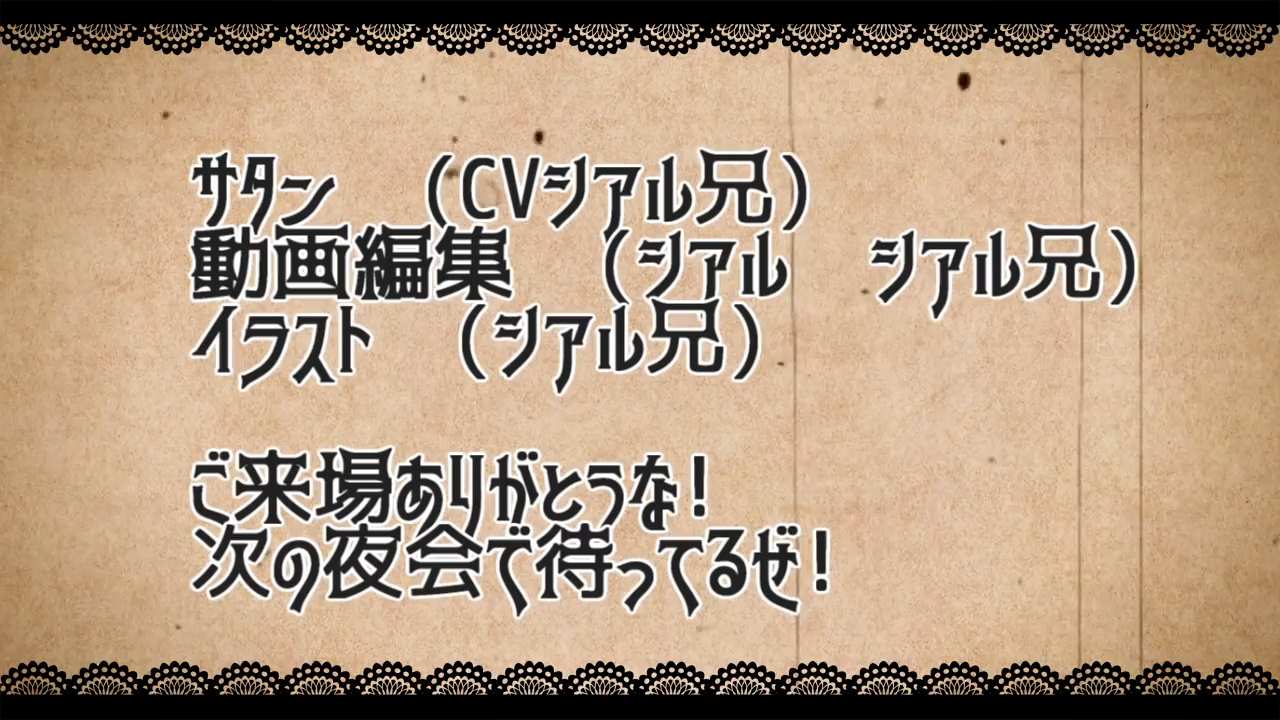 サタン　（CVシアル兄）
動画編集　（シアル　シアル兄）
イラスト　（シアル兄）
ご来場ありがとうな！
次の夜会で待ってるぜ！